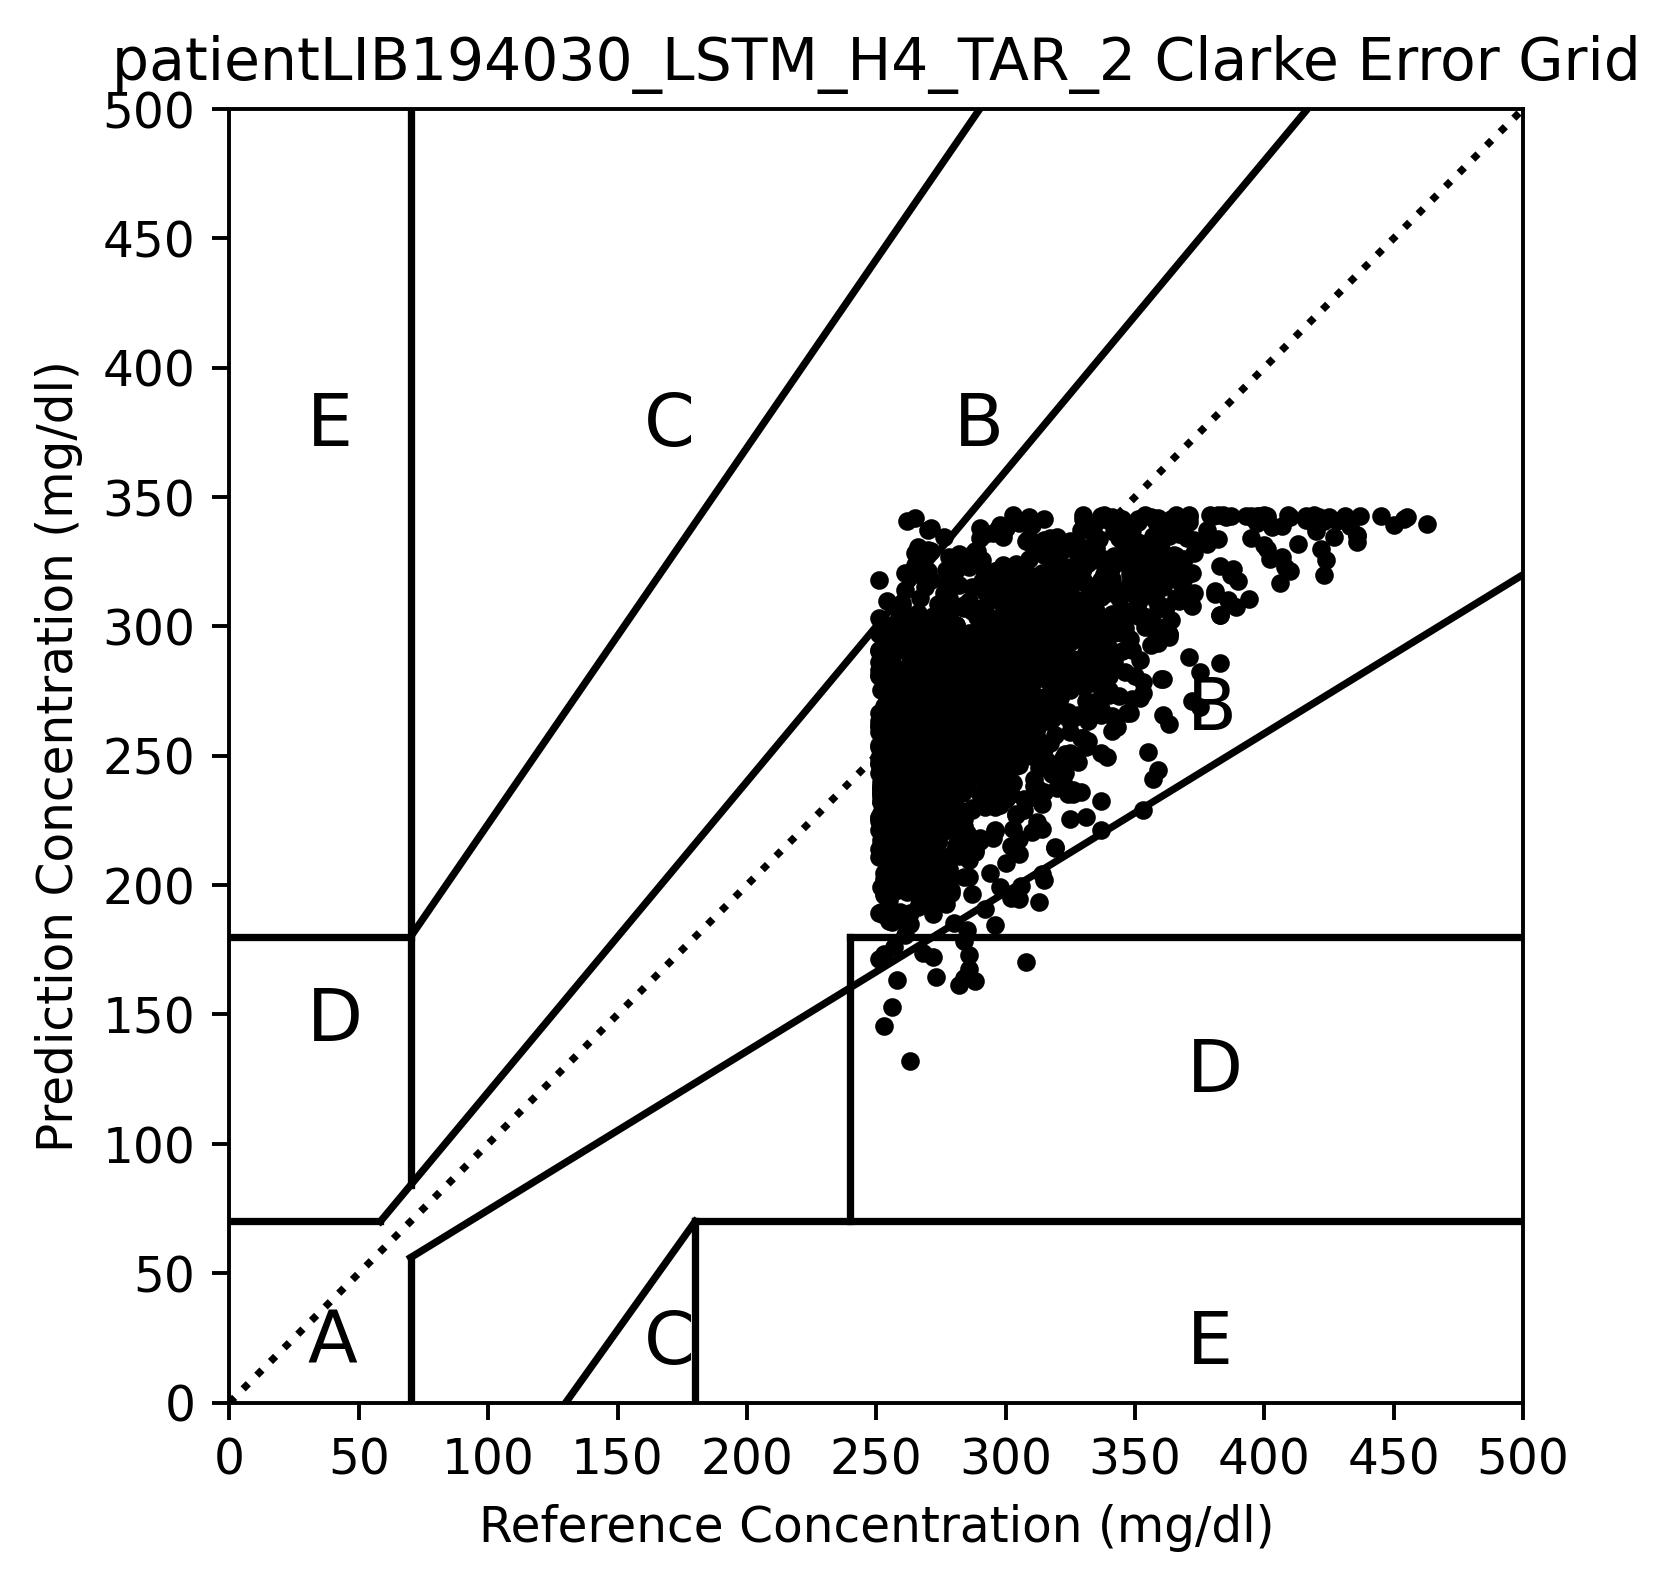 patientLIB194030_LSTM_H4_TAR_2 Clarke Error Grid
500
450
400
350
300
250
200
150
100
50
0
Prediction Concentration (mg/dl)
E
C
B
B
D
D
A
C
E
0 50 100 150 200 250 300 350 400 450 500
Reference Concentration (mg/dl)